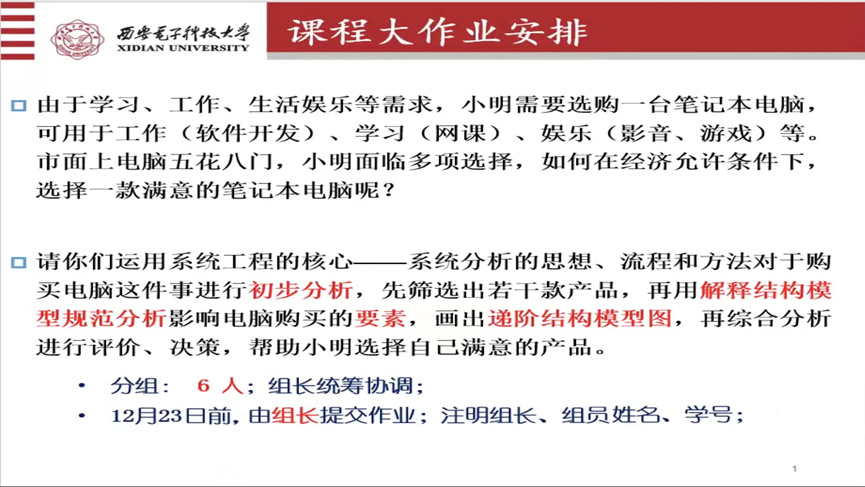 西安电子科技大学
XIDIAN UNIVERSITY
课程大作业安排
由于学习、工作、生活娱乐等需求，小明需要选购一台笔记本电脑，
可用于工作（软件开发）、学习（网课）、娱乐（影音、游戏）等。
市面上电脑五花八门，小明面临多项选择，如何在经济允许条件下，
选择一款满意的笔记本电脑呢？
请你们运用系统工程的核心——系统分析的思想、流程和方法对于购
买电脑这件事进行初步分析，先筛选出若干款产品，再用解释结构模
型规范分析影响电脑购买的要素，画出递阶结构模型图，再综合分析
进行评价、决策，帮助小明选择自己满意的产品。
• 分组： 6 人；组长统筹协调；
• 12月23日前，由组长提交作业；注明组长、组员姓名、学号；
1